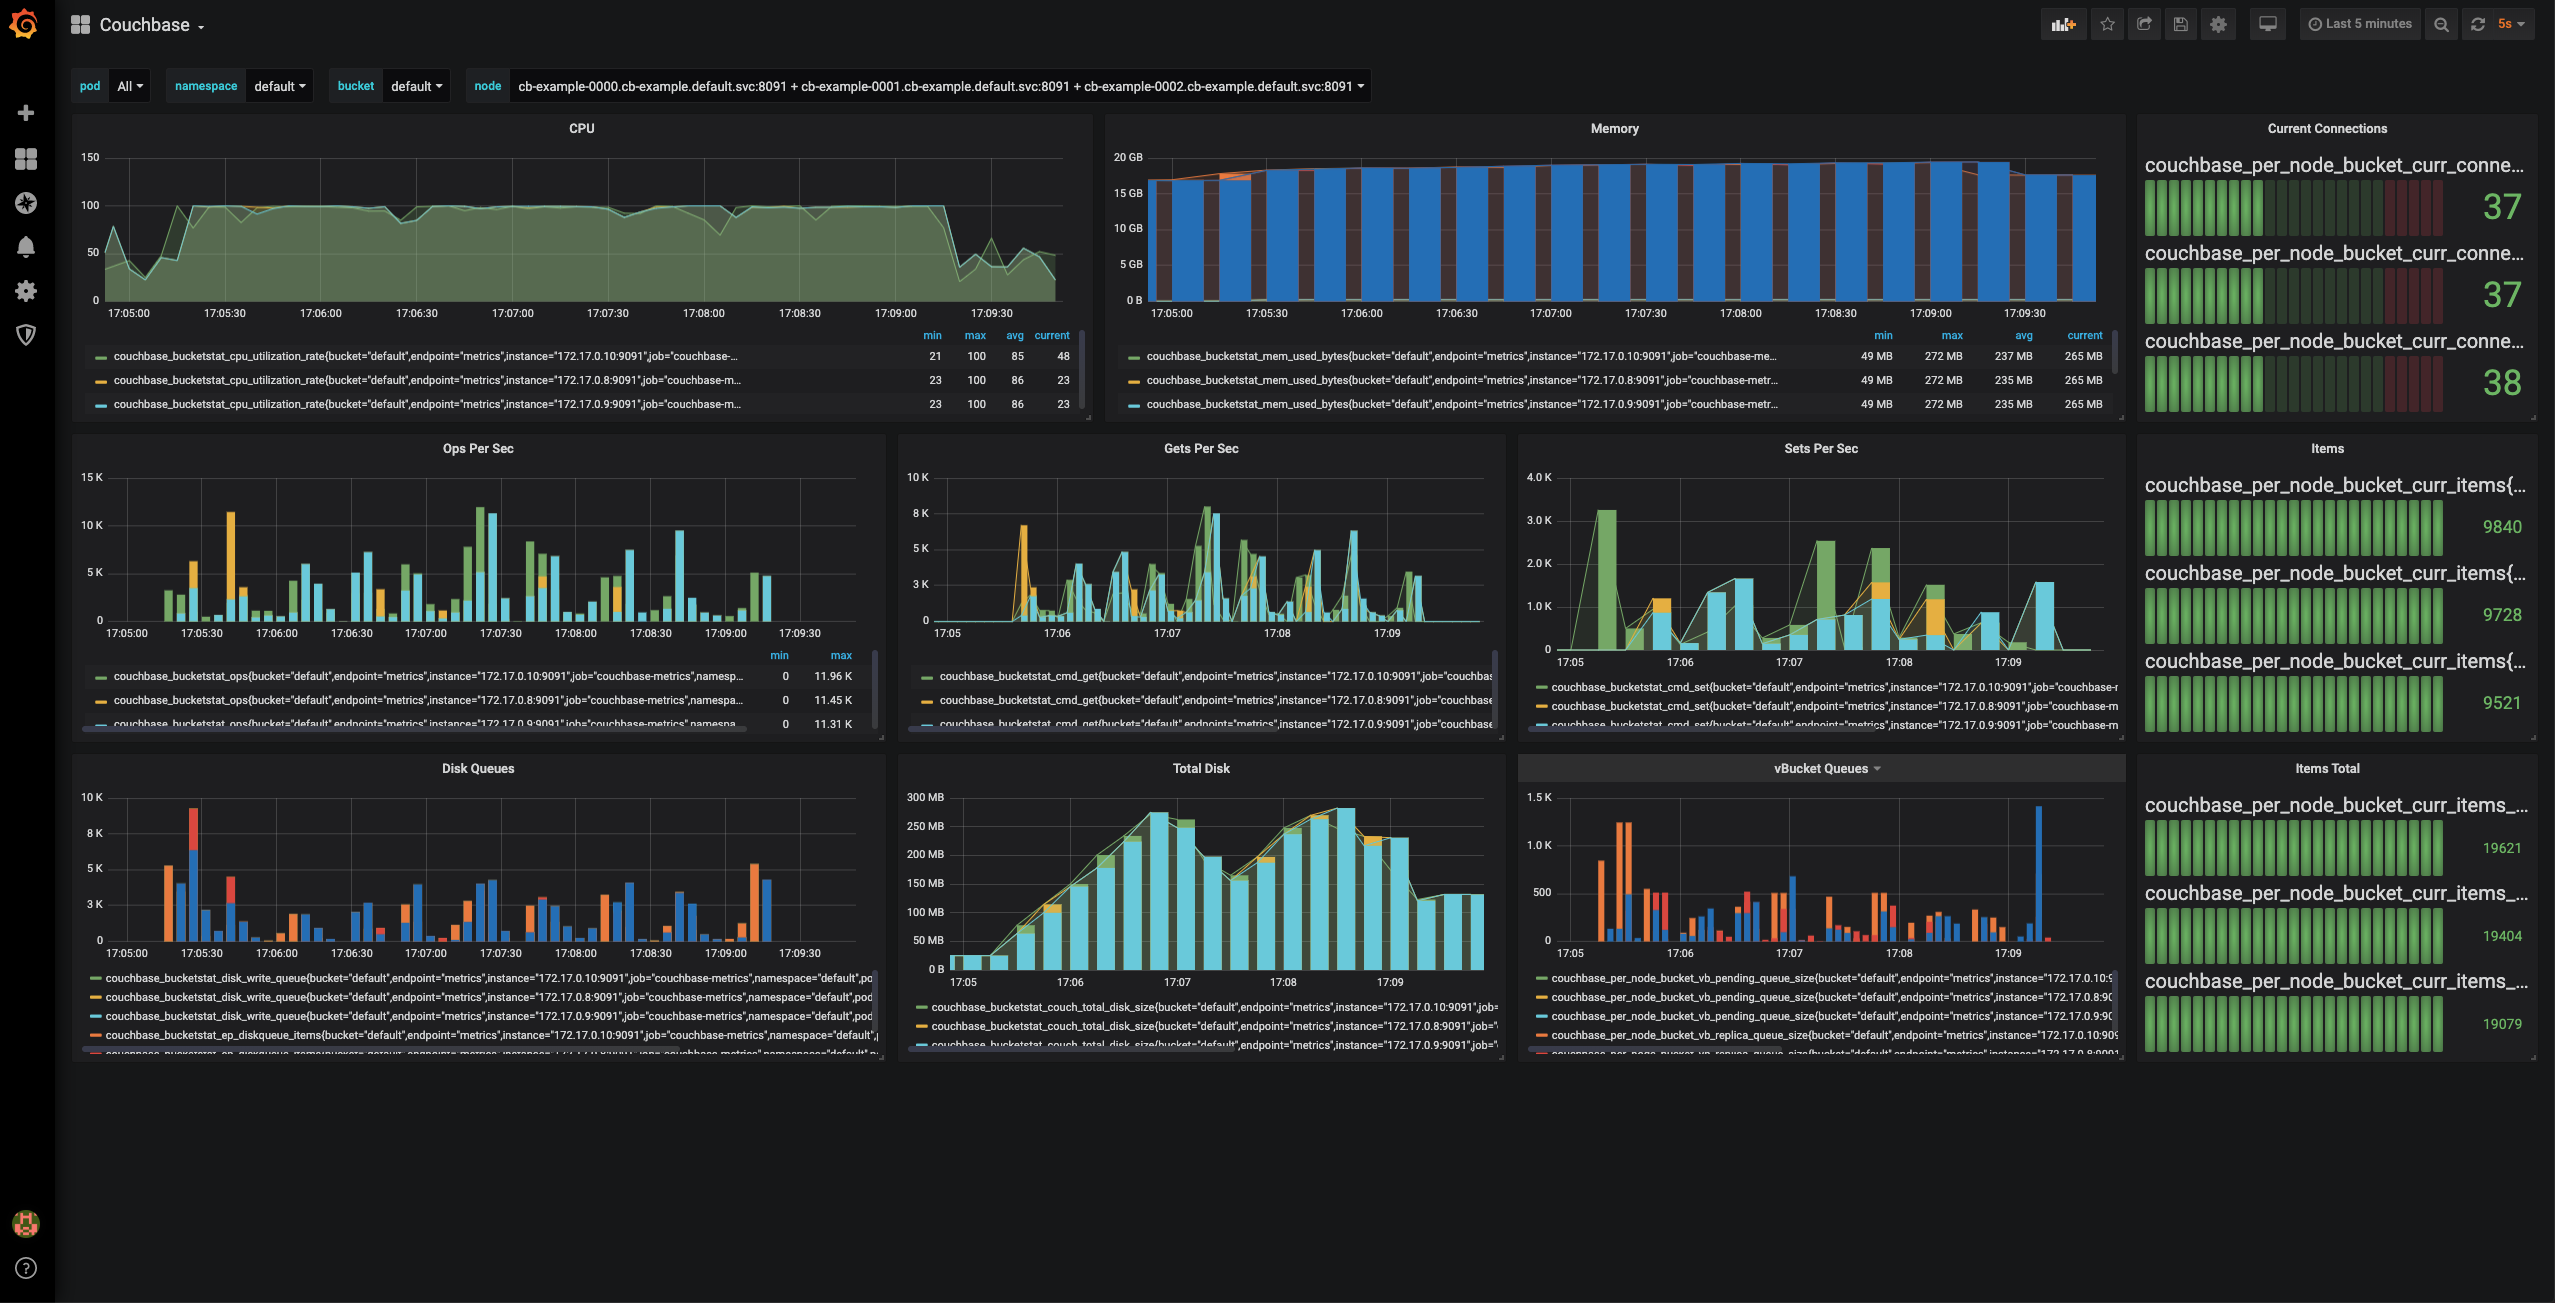 Couchbase
Last 5 minutes
5s
pod All namespace default bucket default node cb-example-0000.cb-example.default.svc:8091 + cb-example-0001.cb-example.default.svc:8091 + cb-example-0002.cb-example.default.svc:8091
CPU
150
100
50
0
17:05:00 17:05:30 17:06:00 17:06:30 17:07:00 17:07:30 17:08:00 17:08:30 17:09:00 17:09:30
min max avg current
couchbase_bucketstat_cpu_utilization_rate{bucket="default",endpoint="metrics",instance="172.17.0.10:9091",job="couchbase-... 21 100 85 48
couchbase_bucketstat_cpu_utilization_rate{bucket="default",endpoint="metrics",instance="172.17.0.8:9091",job="couchbase-m... 23 100 86 23
couchbase_bucketstat_cpu_utilization_rate{bucket="default",endpoint="metrics",instance="172.17.0.9:9091",job="couchbase-m... 23 100 86 23
Memory
20 GB
15 GB
10 GB
5 GB
0 B
17:05:00 17:05:30 17:06:00 17:06:30 17:07:00 17:07:30 17:08:00 17:08:30 17:09:00 17:09:30
min max avg current
couchbase_bucketstat_mem_used_bytes{bucket="default",endpoint="metrics",instance="172.17.0.10:9091",job="couchbase-me... 49 MB 272 MB 237 MB 265 MB
couchbase_bucketstat_mem_used_bytes{bucket="default",endpoint="metrics",instance="172.17.0.8:9091",job="couchbase-metr... 49 MB 272 MB 235 MB 265 MB
couchbase_bucketstat_mem_used_bytes{bucket="default",endpoint="metrics",instance="172.17.0.9:9091",job="couchbase-metr... 49 MB 272 MB 235 MB 265 MB
Current Connections
couchbase_per_node_bucket_curr_conne...
37
couchbase_per_node_bucket_curr_conne...
37
couchbase_per_node_bucket_curr_conne...
38
Ops Per Sec
15 K
10 K
5 K
0
17:05:00 17:05:30 17:06:00 17:06:30 17:07:00 17:07:30 17:08:00 17:08:30 17:09:00 17:09:30
min max
couchbase_bucketstat_ops{bucket="default",endpoint="metrics",instance="172.17.0.10:9091",job="couchbase-metrics",namesp... 0 11.96 K
couchbase_bucketstat_ops{bucket="default",endpoint="metrics",instance="172.17.0.8:9091",job="couchbase-metrics",namespa... 0 11.45 K
couchbase_bucketstat_ops{bucket="default",endpoint="metrics",instance="172.17.0.9:9091",job="couchbase-metrics",namespa... 0 11.31 K
Gets Per Sec
10 K
8 K
5 K
3 K
0
17:05 17:06 17:07 17:08 17:09
couchbase_bucketstat_cmd_get{bucket="default",endpoint="metrics",instance="172.17.0.10:9091",job="couchbas
couchbase_bucketstat_cmd_get{bucket="default",endpoint="metrics",instance="172.17.0.8:9091",job="couchbase
couchbase_bucketstat_cmd_get{bucket="default",endpoint="metrics",instance="172.17.0.9:9091",job="couchbase
Sets Per Sec
4.0 K
3.0 K
2.0 K
1.0 K
0
17:05 17:06 17:07 17:08 17:09
couchbase_bucketstat_cmd_set{bucket="default",endpoint="metrics",instance="172.17.0.10:9091",job="couchbase-r
couchbase_bucketstat_cmd_set{bucket="default",endpoint="metrics",instance="172.17.0.8:9091",job="couchbase-m
couchbase_bucketstat_cmd_set{bucket="default",endpoint="metrics",instance="172.17.0.9:9091",job="couchbase-m
Items
couchbase_per_node_bucket_curr_items{...
9840
couchbase_per_node_bucket_curr_items{...
9728
couchbase_per_node_bucket_curr_items{...
9521
Disk Queues
10 K
8 K
5 K
3 K
0
17:05:00 17:05:30 17:06:00 17:06:30 17:07:00 17:07:30 17:08:00 17:08:30 17:09:00 17:09:30
couchbase_bucketstat_disk_write_queue{bucket="default",endpoint="metrics",instance="172.17.0.10:9091",job="couchbase-metrics",namespace="default",po
couchbase_bucketstat_disk_write_queue{bucket="default",endpoint="metrics",instance="172.17.0.8:9091",job="couchbase-metrics",namespace="default",pod
couchbase_bucketstat_disk_write_queue{bucket="default",endpoint="metrics",instance="172.17.0.9:9091",job="couchbase-metrics",namespace="default",pod
couchbase_bucketstat_ep_diskqueue_items{bucket="default",endpoint="metrics",instance="172.17.0.10:9091",job="couchbase-metrics",namespace="default",
Total Disk
300 MB
250 MB
200 MB
150 MB
100 MB
50 MB
0 B
17:05 17:06 17:07 17:08 17:09
couchbase_bucketstat_couch_total_disk_size{bucket="default",endpoint="metrics",instance="172.17.0.10:9091",job=
couchbase_bucketstat_couch_total_disk_size{bucket="default",endpoint="metrics",instance="172.17.0.8:9091",job="
couchbase_bucketstat_couch_total_disk_size{bucket="default",endpoint="metrics",instance="172.17.0.9:9091",job="
vBucket Queues
1.5 K
1.0 K
500
0
17:05 17:06 17:07 17:08 17:09
couchbase_per_node_bucket_vb_pending_queue_size{bucket="default",endpoint="metrics",instance="172.17.0.10:9
couchbase_per_node_bucket_vb_pending_queue_size{bucket="default",endpoint="metrics",instance="172.17.0.8:90
couchbase_per_node_bucket_vb_pending_queue_size{bucket="default",endpoint="metrics",instance="172.17.0.9:90
couchbase_per_node_bucket_vb_replica_queue_size{bucket="default",endpoint="metrics",instance="172.17.0.10:909
Items Total
couchbase_per_node_bucket_curr_items_...
19621
couchbase_per_node_bucket_curr_items_...
19404
couchbase_per_node_bucket_curr_items_...
19079